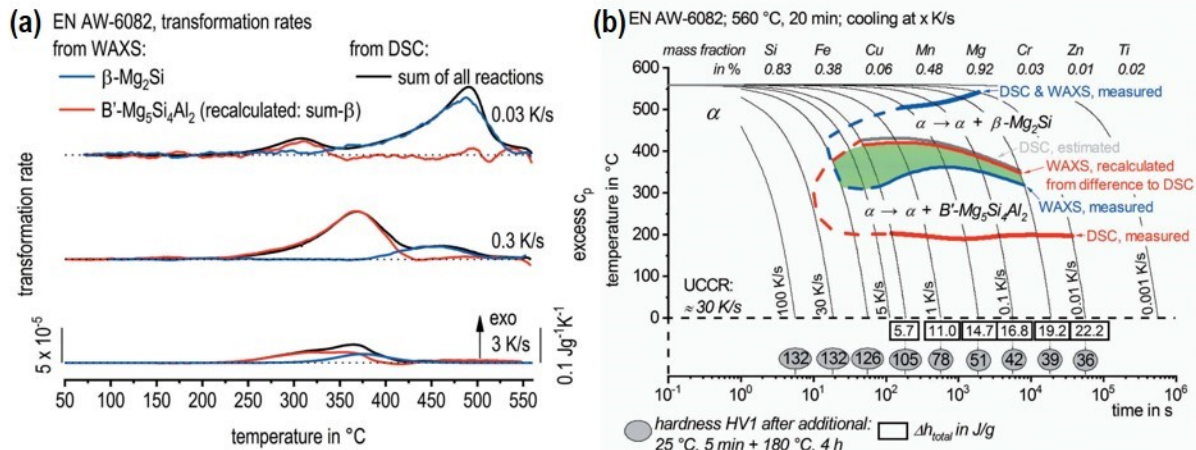 (a) EN AW-6082, transformation rates
from WAXS:
from DSC:
β-Mg₂Si
sum of all reactions
B'-Mg₅Si₄Al₂ (recalculated: sum-β)
0.03 K/s
0.3 K/s
exo
3 K/s
transformation rate
5 x 10⁻⁵
excess cₚ
0.1 Jg⁻¹K⁻¹
50 100 150 200 250 300 350 400 450 500 550
temperature in °C
(b) EN AW-6082; 560 °C, 20 min; cooling at x K/s
mass fraction Si Fe Cu Mn Mg Cr Zn Ti
in % 0.83 0.38 0.06 0.48 0.92 0.03 0.01 0.02
600
500
400
300
200
100
0
temperature in °C
α
DSC & WAXS, measured
α → α + β-Mg₂Si
DSC, estimated
WAXS, recalculated
from difference to DSC
WAXS, measured
α → α + B'-Mg₅Si₄Al₂
DSC, measured
UCCR:
≈ 30 K/s
100 K/s
30 K/s
5 K/s
1 K/s
0.1 K/s
0.01 K/s
0.001 K/s
5.7 11.0 14.7 16.8 19.2 22.2
132 132 126 105 78 51 42 39 36
10⁻¹ 10⁰ 10¹ 10² 10³ 10⁴ 10⁵ 10⁶
time in s
hardness HV1 after additional:
25 °C, 5 min + 180 °C, 4 h
Δh_total in J/g